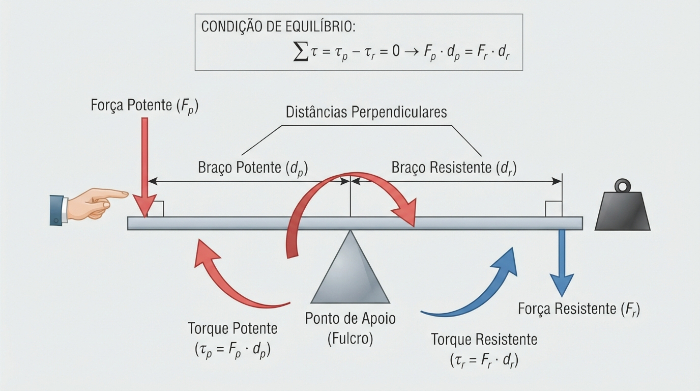 CONDIÇÃO DE EQUILÍBRIO:
∑τ = τₚ − τᵣ = 0 → Fₚ · dₚ = Fᵣ · dᵣ
Força Potente (Fₚ)
Distâncias Perpendiculares
Braço Potente (dₚ)
Braço Resistente (dᵣ)
Força Resistente (Fᵣ)
Ponto de Apoio
(Fulcro)
Torque Potente
(τₚ = Fₚ · dₚ)
Torque Resistente
(τᵣ = Fᵣ · dᵣ)